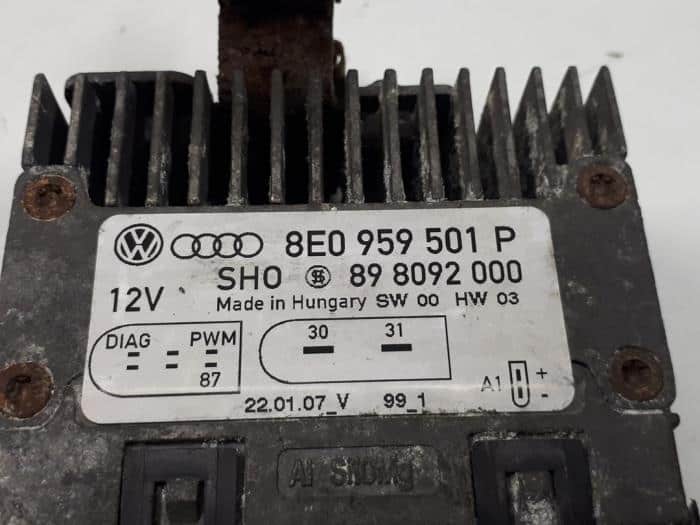 8E0 959 501 P
12V SHO 89 8092 000
Made in Hungary SW 00 HW 03
DIAG PWM 30 31
87
A1 + -
22.01.07_V 99_1